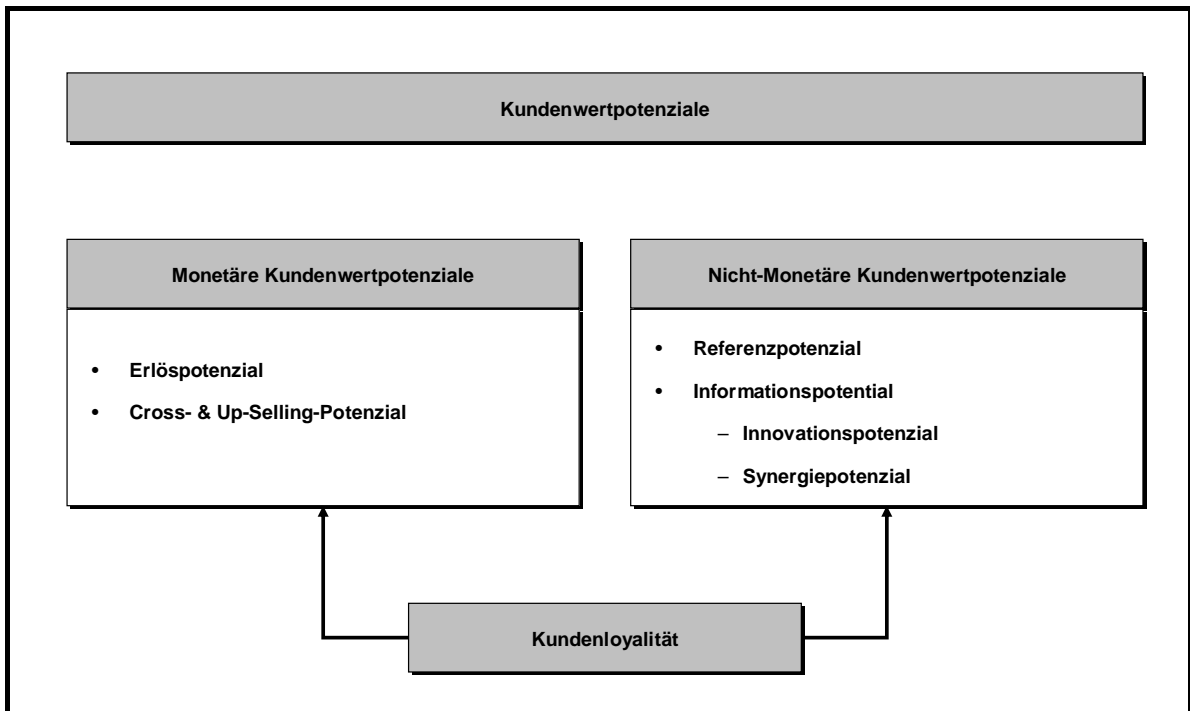 Kundenwertpotenziale
Monetäre Kundenwertpotenziale
• Erlöspotenzial
• Cross- & Up-Selling-Potenzial
Nicht-Monetäre Kundenwertpotenziale
• Referenzpotenzial
• Informationspotential
– Innovationspotenzial
– Synergiepotenzial
Kundenloyalität